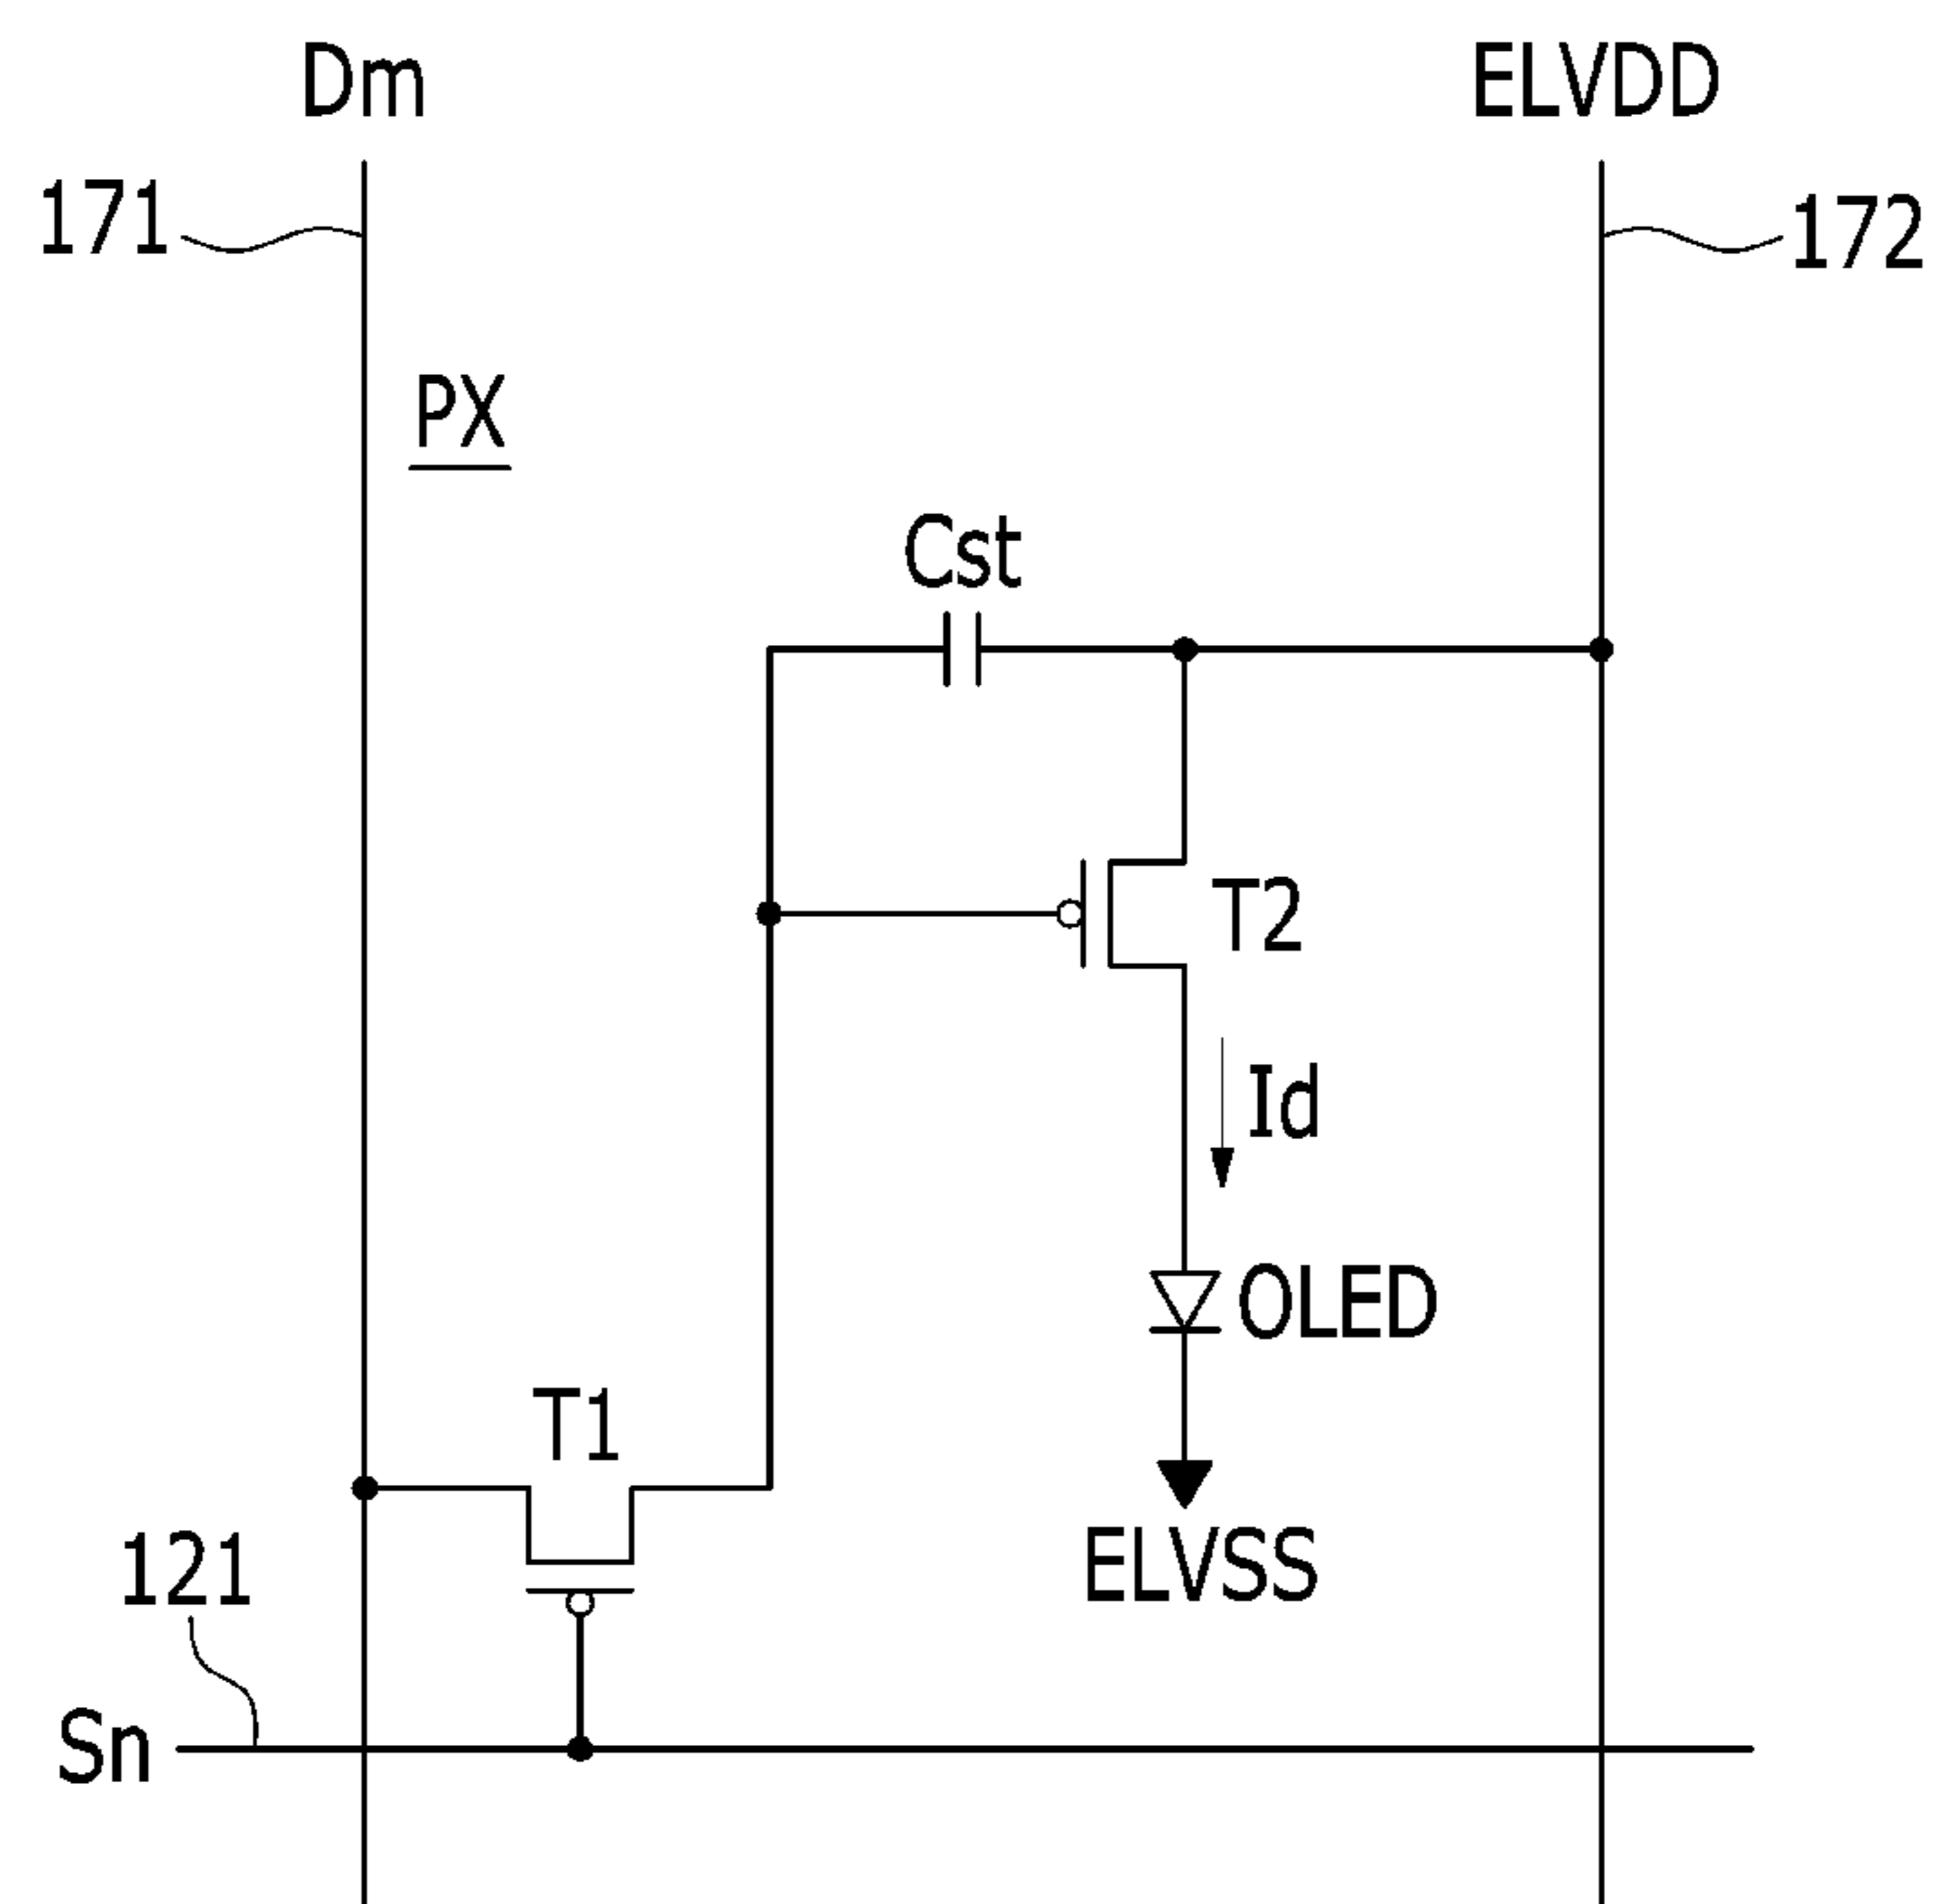 Dm
ELVDD
171
172
PX
Cst
T2
Id
OLED
T1
ELVSS
121
Sn